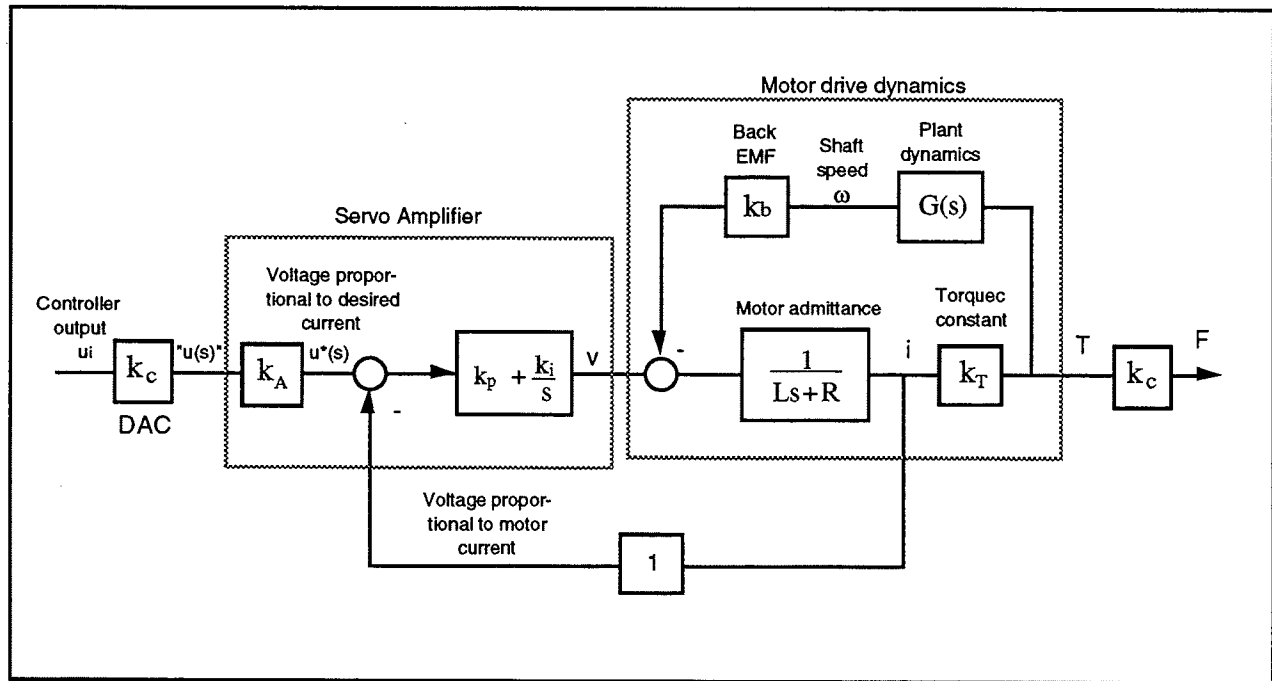 Motor drive dynamics
Back
EMF
Shaft
speed
ω
Plant
dynamics
kb
G(s)
Servo Amplifier
Voltage propor-
tional to desired
current
Controller
output
ui
"u(s)"
u*(s)
Motor admittance
Torquec
constant
kc
DAC
kA
-
kp + ki/s
v
-
1/(Ls+R)
i
kT
T
kc
F
Voltage propor-
tional to motor
current
1